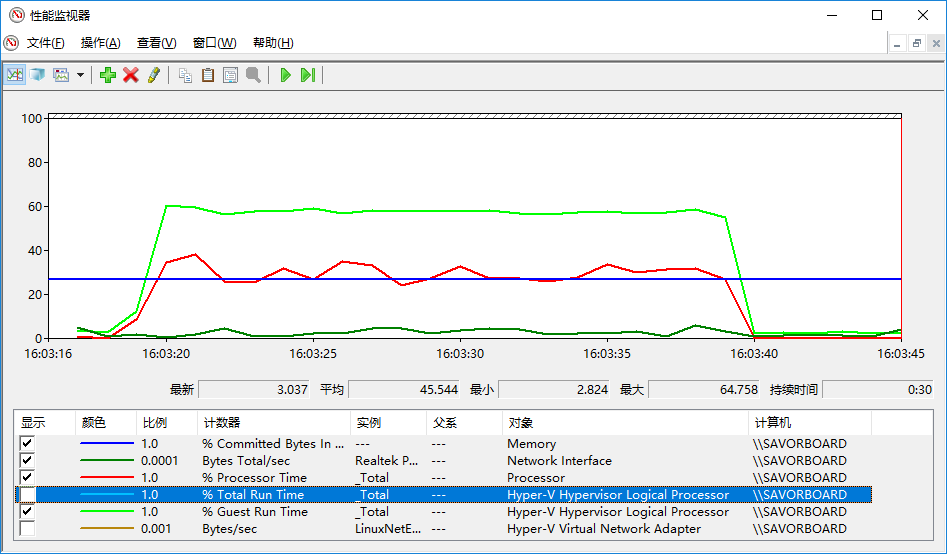 性能监视器
文件(F) 操作(A) 查看(V) 窗口(W) 帮助(H)
100
80
60
40
20
0
16:03:16 16:03:20 16:03:25 16:03:30 16:03:35 16:03:40 16:03:45
最新 3.037 平均 45.544 最小 2.824 最大 64.758 持续时间 0:30
显示 颜色 比例 计数器 实例 父系 对象 计算机
1.0 % Committed Bytes In ... --- --- Memory \\SAVORBOARD
0.0001 Bytes Total/sec Realtek P... --- Network Interface \\SAVORBOARD
1.0 % Processor Time _Total --- Processor \\SAVORBOARD
1.0 % Total Run Time _Total --- Hyper-V Hypervisor Logical Processor \\SAVORBOARD
1.0 % Guest Run Time _Total --- Hyper-V Hypervisor Logical Processor \\SAVORBOARD
0.001 Bytes/sec LinuxNetE... --- Hyper-V Virtual Network Adapter \\SAVORBOARD